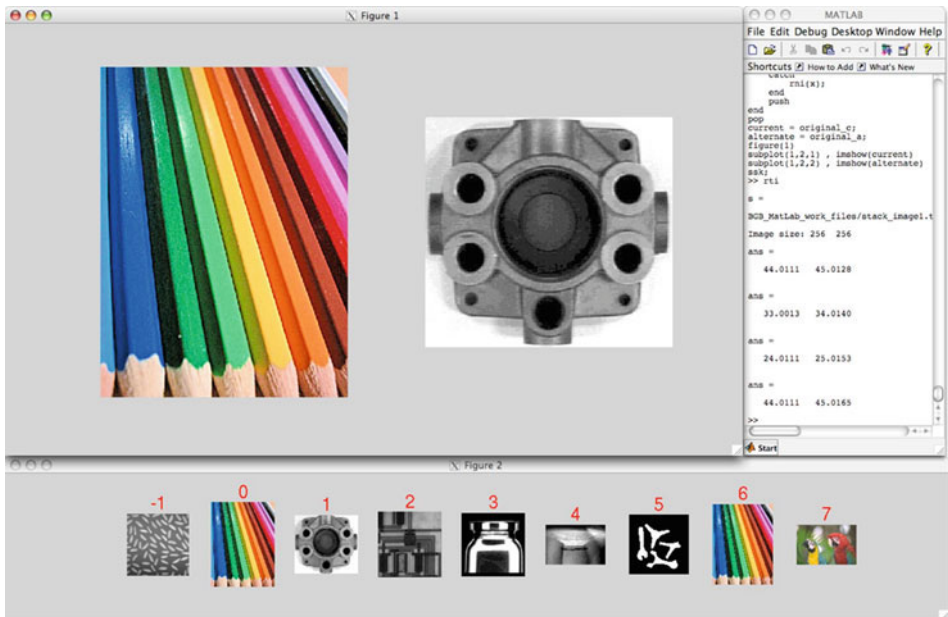 Figure 1
MATLAB
File Edit Debug Desktop Window Help
Shortcuts How to Add What's New
catch
rni(x);
end
push
end
pop
current = original_c;
alternate = original_a;
figure(1)
subplot(1,2,1) , imshow(current)
subplot(1,2,2) , imshow(alternate)
ssk;
>> rti
s =
BGB_MatLab_work_files/stack_image1.t
Image size: 256 256
ans =
44.0111 45.0128
ans =
33.0013 34.0140
ans =
24.0111 25.0153
ans =
44.0111 45.0165
>>
Start
Figure 2
-1 0 1 2 3 4 5 6 7